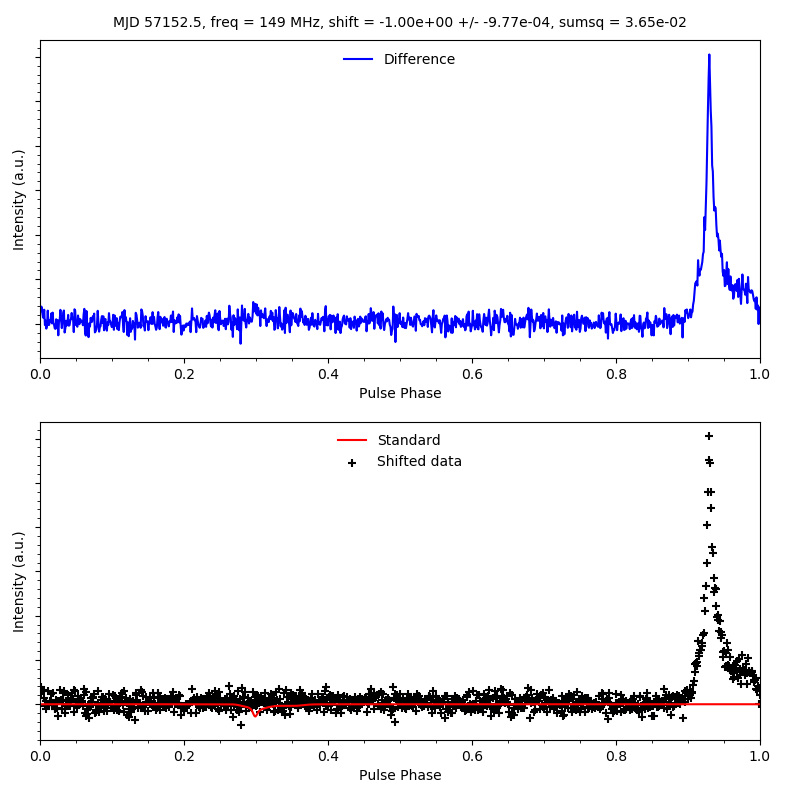 MJD 57152.5, freq = 149 MHz, shift = -1.00e+00 +/- -9.77e-04, sumsq = 3.65e-02
Difference
Intensity (a.u.)
0.0 0.2 0.4 0.6 0.8 1.0
Pulse Phase
Standard
Shifted data
Intensity (a.u.)
0.0 0.2 0.4 0.6 0.8 1.0
Pulse Phase